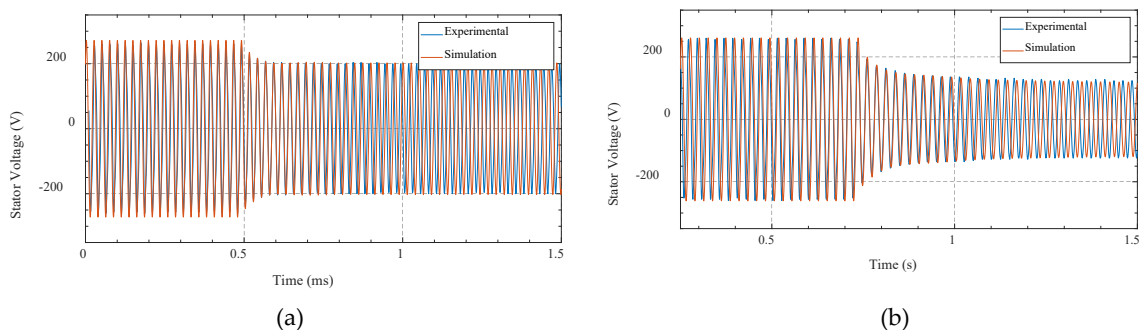 Experimental
Simulation
Stator Voltage (V)
200
0
-200
0
0.5
1
1.5
Time (ms)
(a)
Experimental
Simulation
Stator Voltage (V)
200
0
-200
0.5
1
1.5
Time (s)
(b)